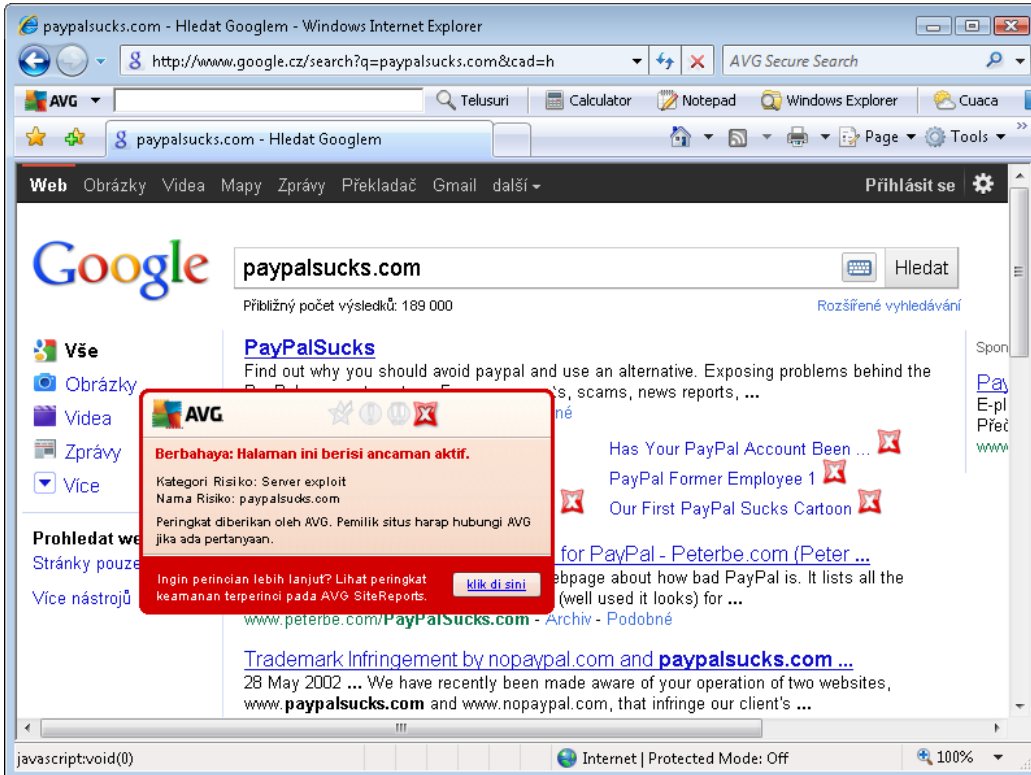 paypalsucks.com - Hledat Googlem - Windows Internet Explorer
http://www.google.cz/search?q=paypalsucks.com&cad=h
AVG Secure Search
AVG
Telusuri
Calculator
Notepad
Windows Explorer
Cuaca
paypalsucks.com - Hledat Googlem
Page
Tools
Web Obrázky Videa Mapy Zprávy Překladač Gmail další
Přihlásit se
Google
paypalsucks.com
Hledat
Přibližný počet výsledků: 189 000
Rozšířené vyhledávání
Vše
Obrázky
Videa
Zprávy
Více
Prohledat we
Stránky pouze
Více nástrojů
PayPalSucks
Find out why you should avoid paypal and use an alternative. Exposing problems behind the
s, scams, news reports, ...
né
Has Your PayPal Account Been ...
PayPal Former Employee 1
Our First PayPal Sucks Cartoon
AVG
Berbahaya: Halaman ini berisi ancaman aktif.
Kategori Risiko: Server exploit
Nama Risiko: paypalsucks.com
Peringkat diberikan oleh AVG. Pemilik situs harap hubungi AVG
jika ada pertanyaan.
Ingin perincian lebih lanjut? Lihat peringkat
keamanan terperinci pada AVG SiteReports.
klik di sini
for PayPal - Peterbe.com (Peter ...
ebpage about how bad PayPal is. It lists all the
(well used it looks) for ...
www.peterbe.com/PayPalSucks.com - Archiv - Podobné
Trademark Infringement by nopaypal.com and paypalsucks.com ...
28 May 2002 ... We have recently been made aware of your operation of two websites,
www.paypalsucks.com and www.nopaypal.com, that infringe our client's ...
Spon
Pay
E-pl
Přeč
www
javascript:void(0)
Internet | Protected Mode: Off
100%